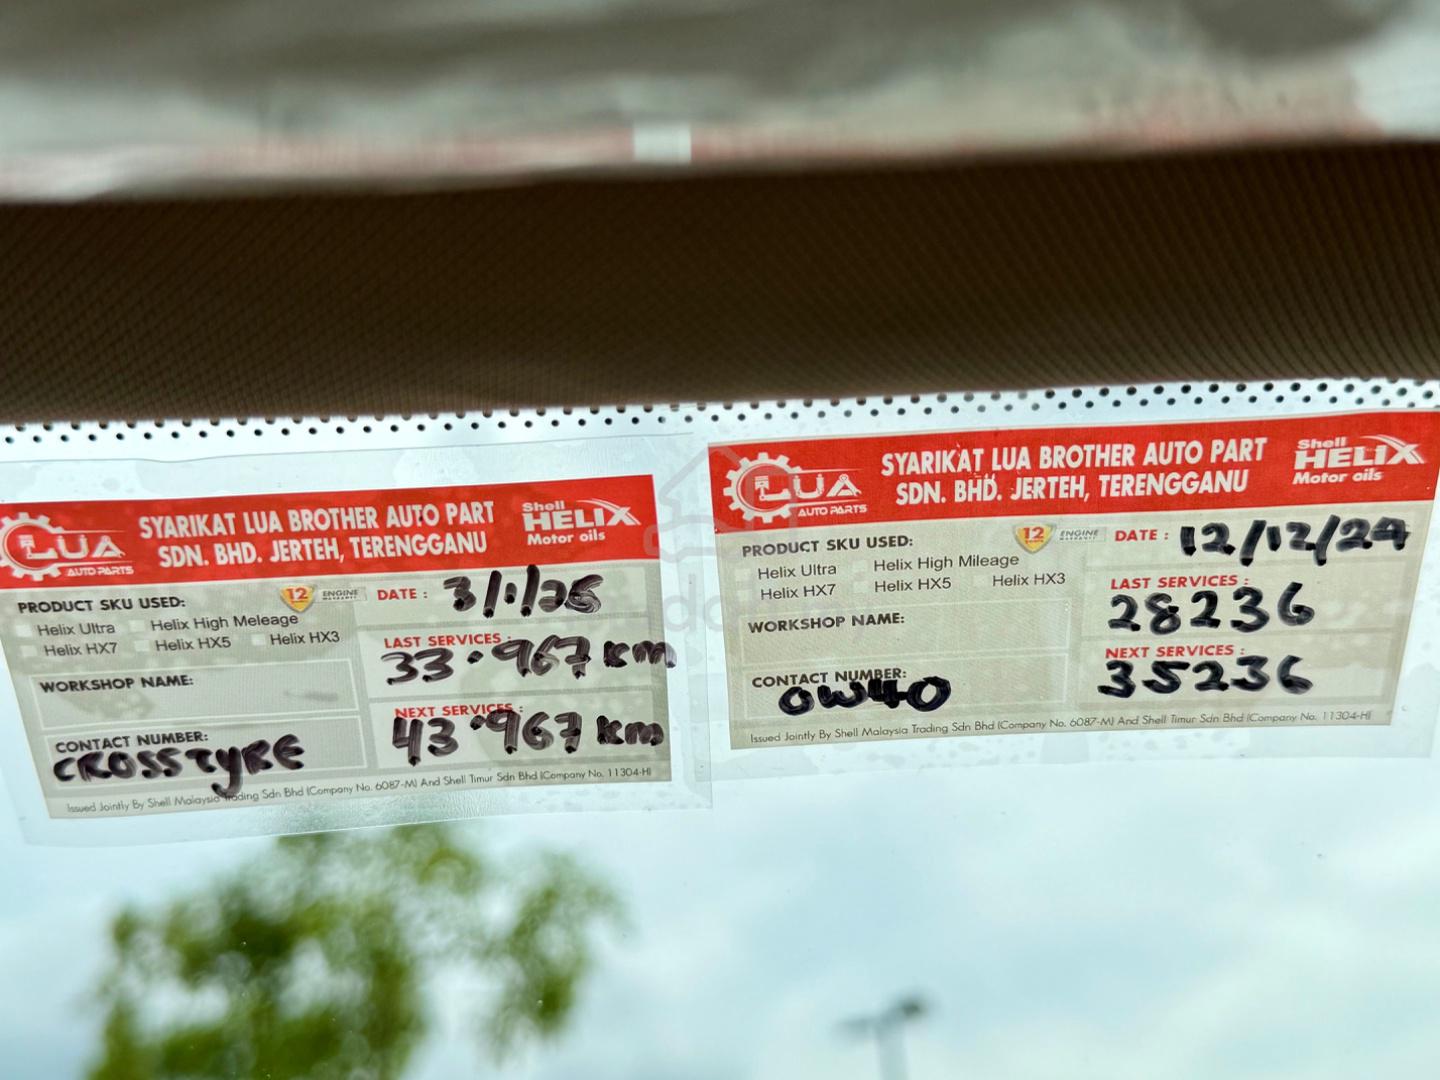 LUA
AUTO PARTS
SYARIKAT LUA BROTHER AUTO PART
SDN. BHD. JERTEH, TERENGGANU
Shell
HELIX
Motor oils
PRODUCT SKU USED:
12
ENGINE
WARRANTY
Helix Ultra
Helix High Meleage
Helix HX7
Helix HX5
Helix HX3
DATE :
LAST SERVICES :
33.967 km
WORKSHOP NAME:
NEXT SERVICES :
43.967 km
CONTACT NUMBER:
CROSS TYRE
Issued Jointly By Shell Malaysia Trading Sdn Bhd (Company No. 6087-M) And Shell Timur Sdn Bhd (Company No. 11304-H)
LUA
AUTO PARTS
SYARIKAT LUA BROTHER AUTO PART
SDN. BHD. JERTEH, TERENGGANU
Shell
HELIX
Motor oils
PRODUCT SKU USED:
12
ENGINE
WARRANTY
Helix Ultra
Helix High Mileage
Helix HX7
Helix HX5
Helix HX3
DATE : 12/12/24
LAST SERVICES :
28236
WORKSHOP NAME:
NEXT SERVICES :
35236
CONTACT NUMBER:
0W40
Issued Jointly By Shell Malaysia Trading Sdn Bhd (Company No. 6087-M) And Shell Timur Sdn Bhd (Company No. 11304-H)